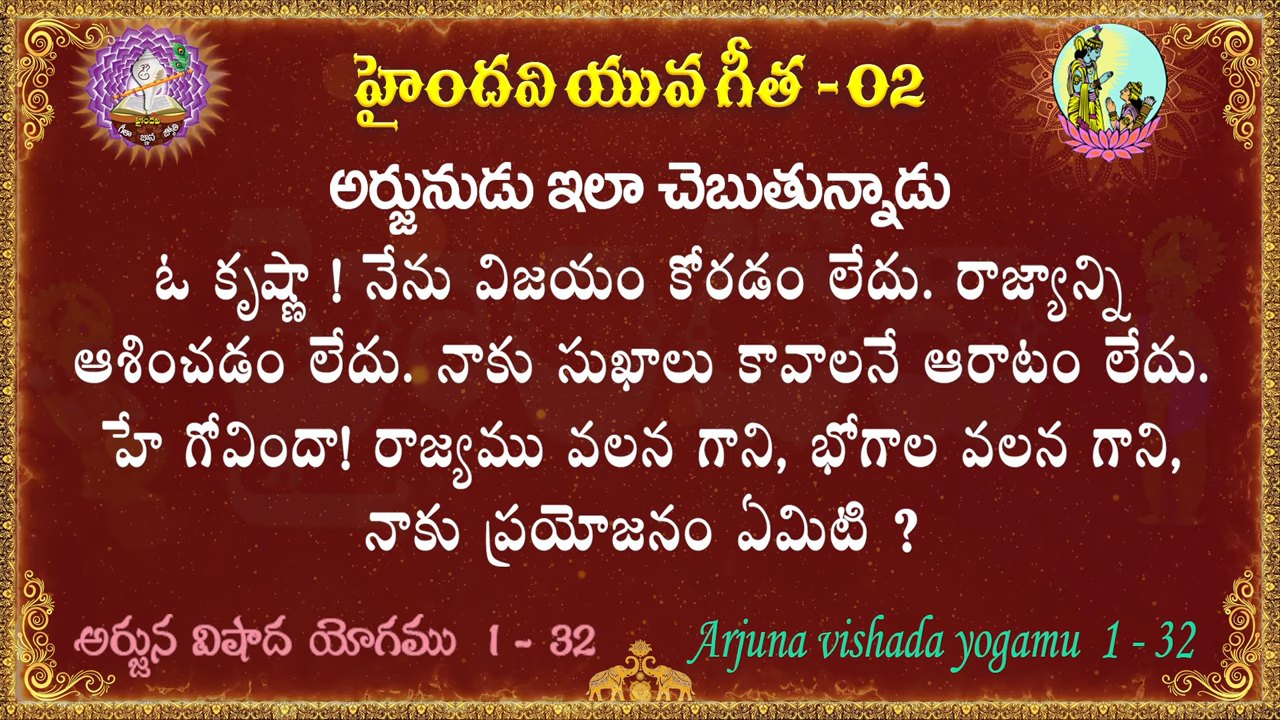 హైందవి యువ గీత - 02
హైందవి
గీతా జ్ఞాన జ్యోతి
అర్జునుడు ఇలా చెబుతున్నాడు
ఓ కృష్ణా ! నేను విజయం కోరడం లేదు. రాజ్యాన్ని
ఆశించడం లేదు. నాకు సుఖాలు కావాలనే ఆరాటం లేదు.
హే గోవిందా! రాజ్యము వలన గాని, భోగాల వలన గాని,
నాకు ప్రయోజనం ఏమిటి ?
అర్జున విషాద యోగము 1 - 32
Arjuna vishada yogamu 1 - 32